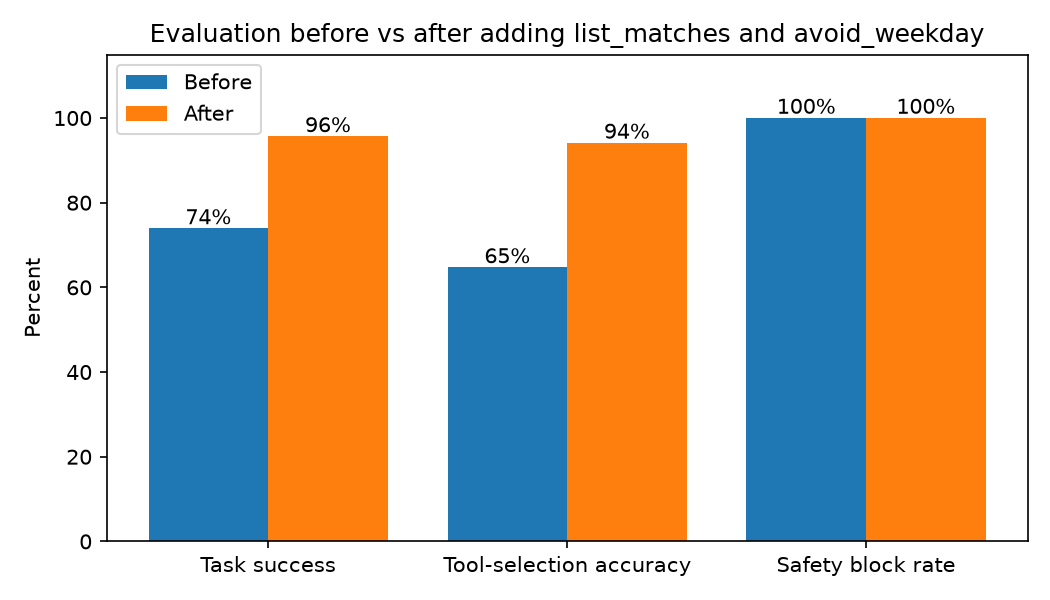 Evaluation before vs after adding list_matches and avoid_weekday
Before
After
Percent
100
80
60
40
20
0
74%
96%
65%
94%
100%
100%
Task success
Tool-selection accuracy
Safety block rate